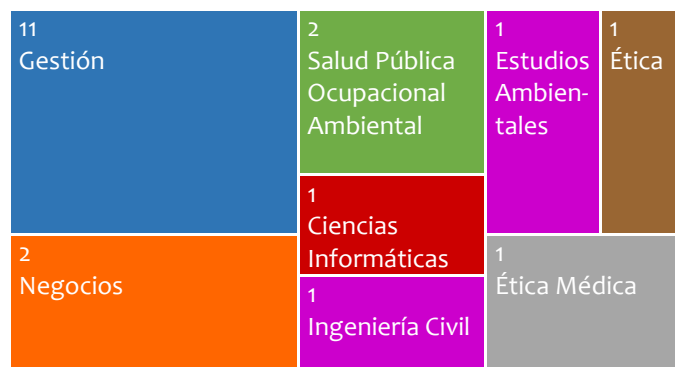 11
Gestión
2
Negocios
2
Salud Pública
Ocupacional
Ambiental
1
Ciencias
Informáticas
1
Ingeniería Civil
1
Estudios
Ambien-
tales
1
Ética
1
Ética Médica